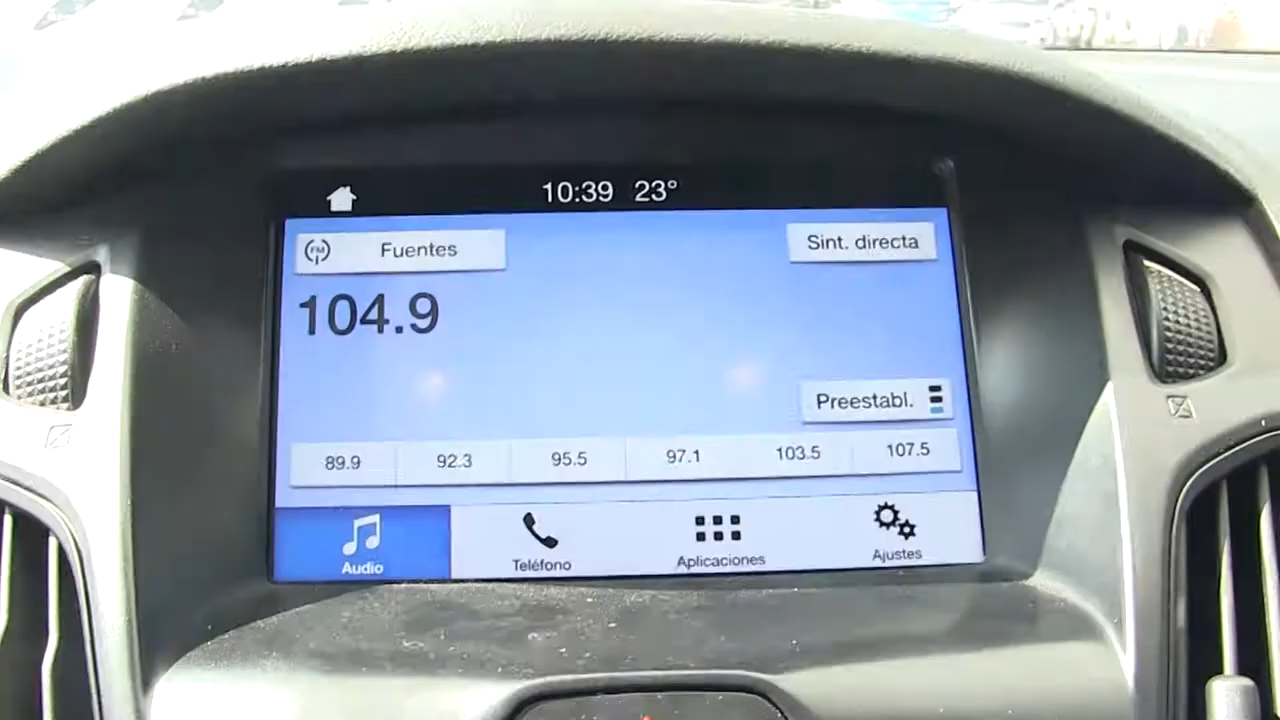 10:39 23°
FM Fuentes
Sint. directa
104.9
Preestabl.
89.9 92.3 95.5 97.1 103.5 107.5
Audio Teléfono Aplicaciones Ajustes